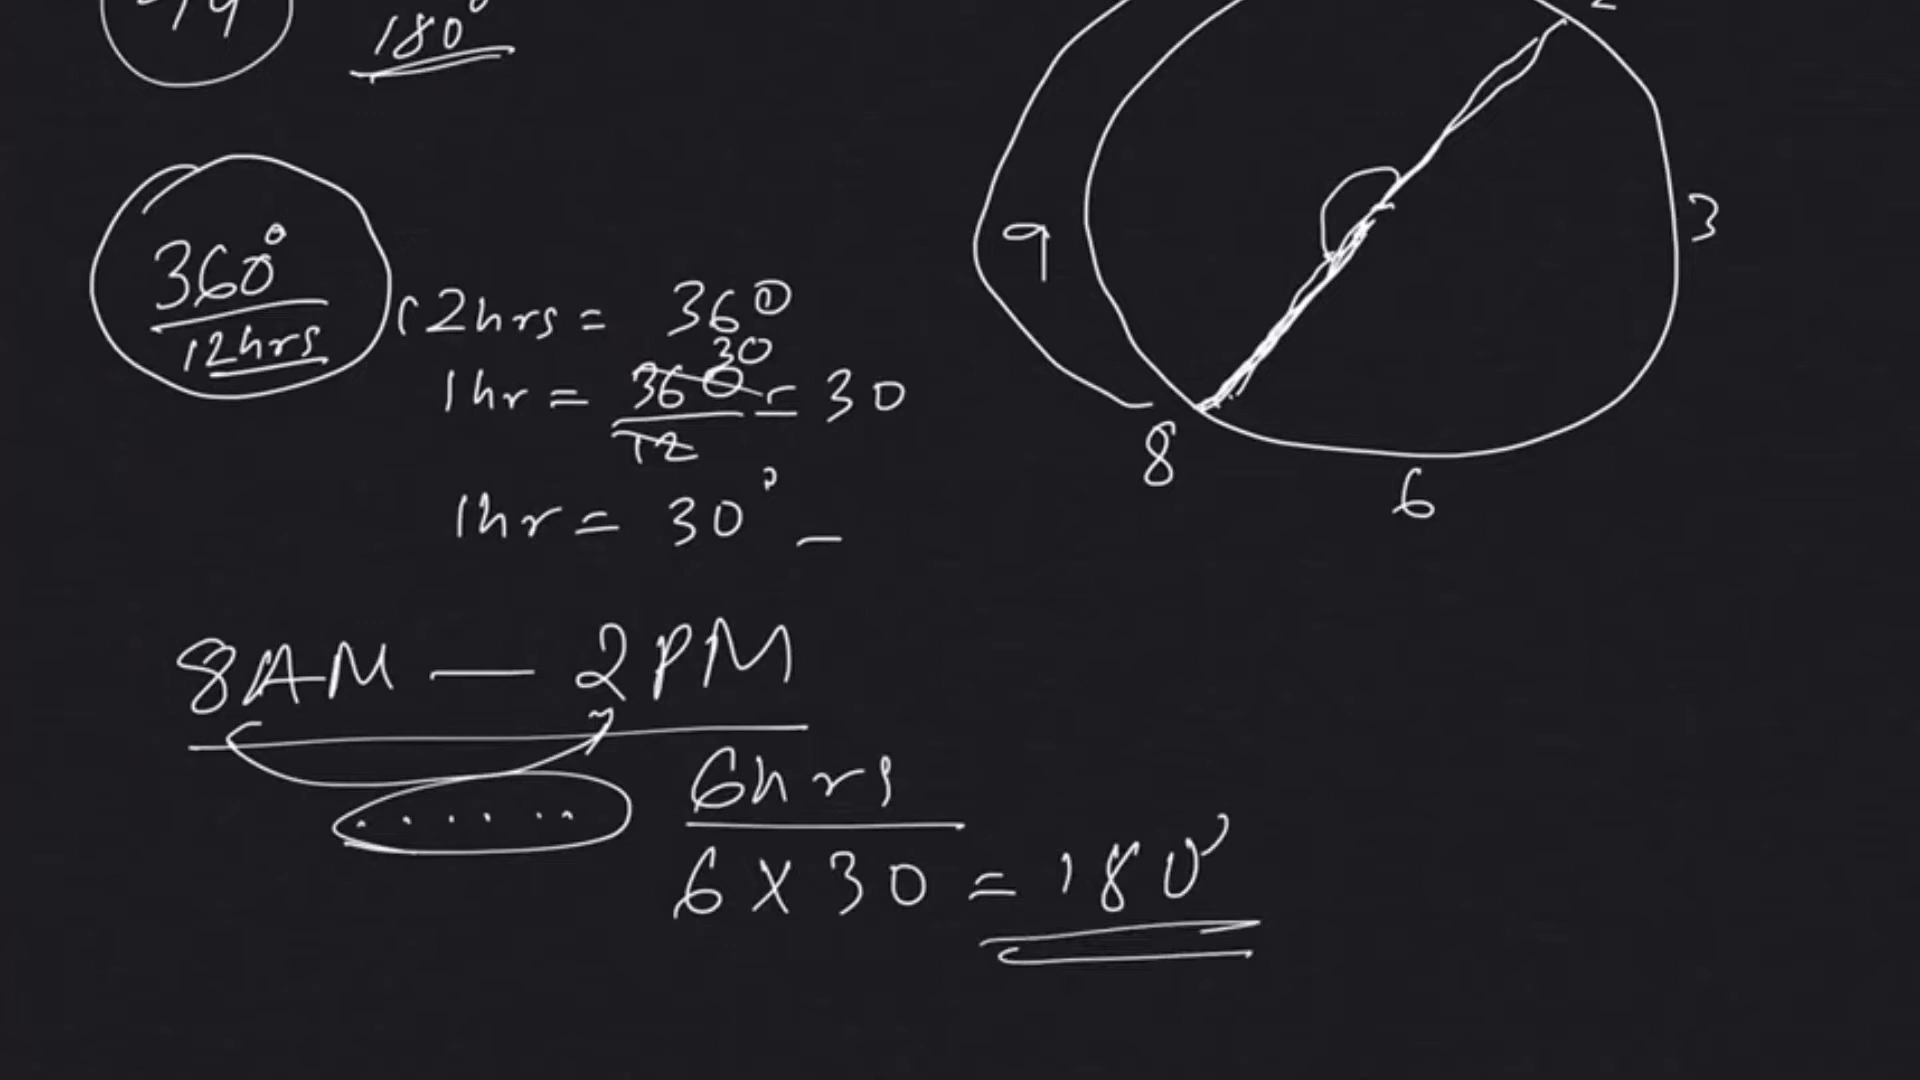 180°
360°
12hrs
12hrs = 360
1hr = 360/12 = 30
30
1hr = 30°
8AM — 2PM
6hrs
6 X 30 = 180°
9
3
8
6